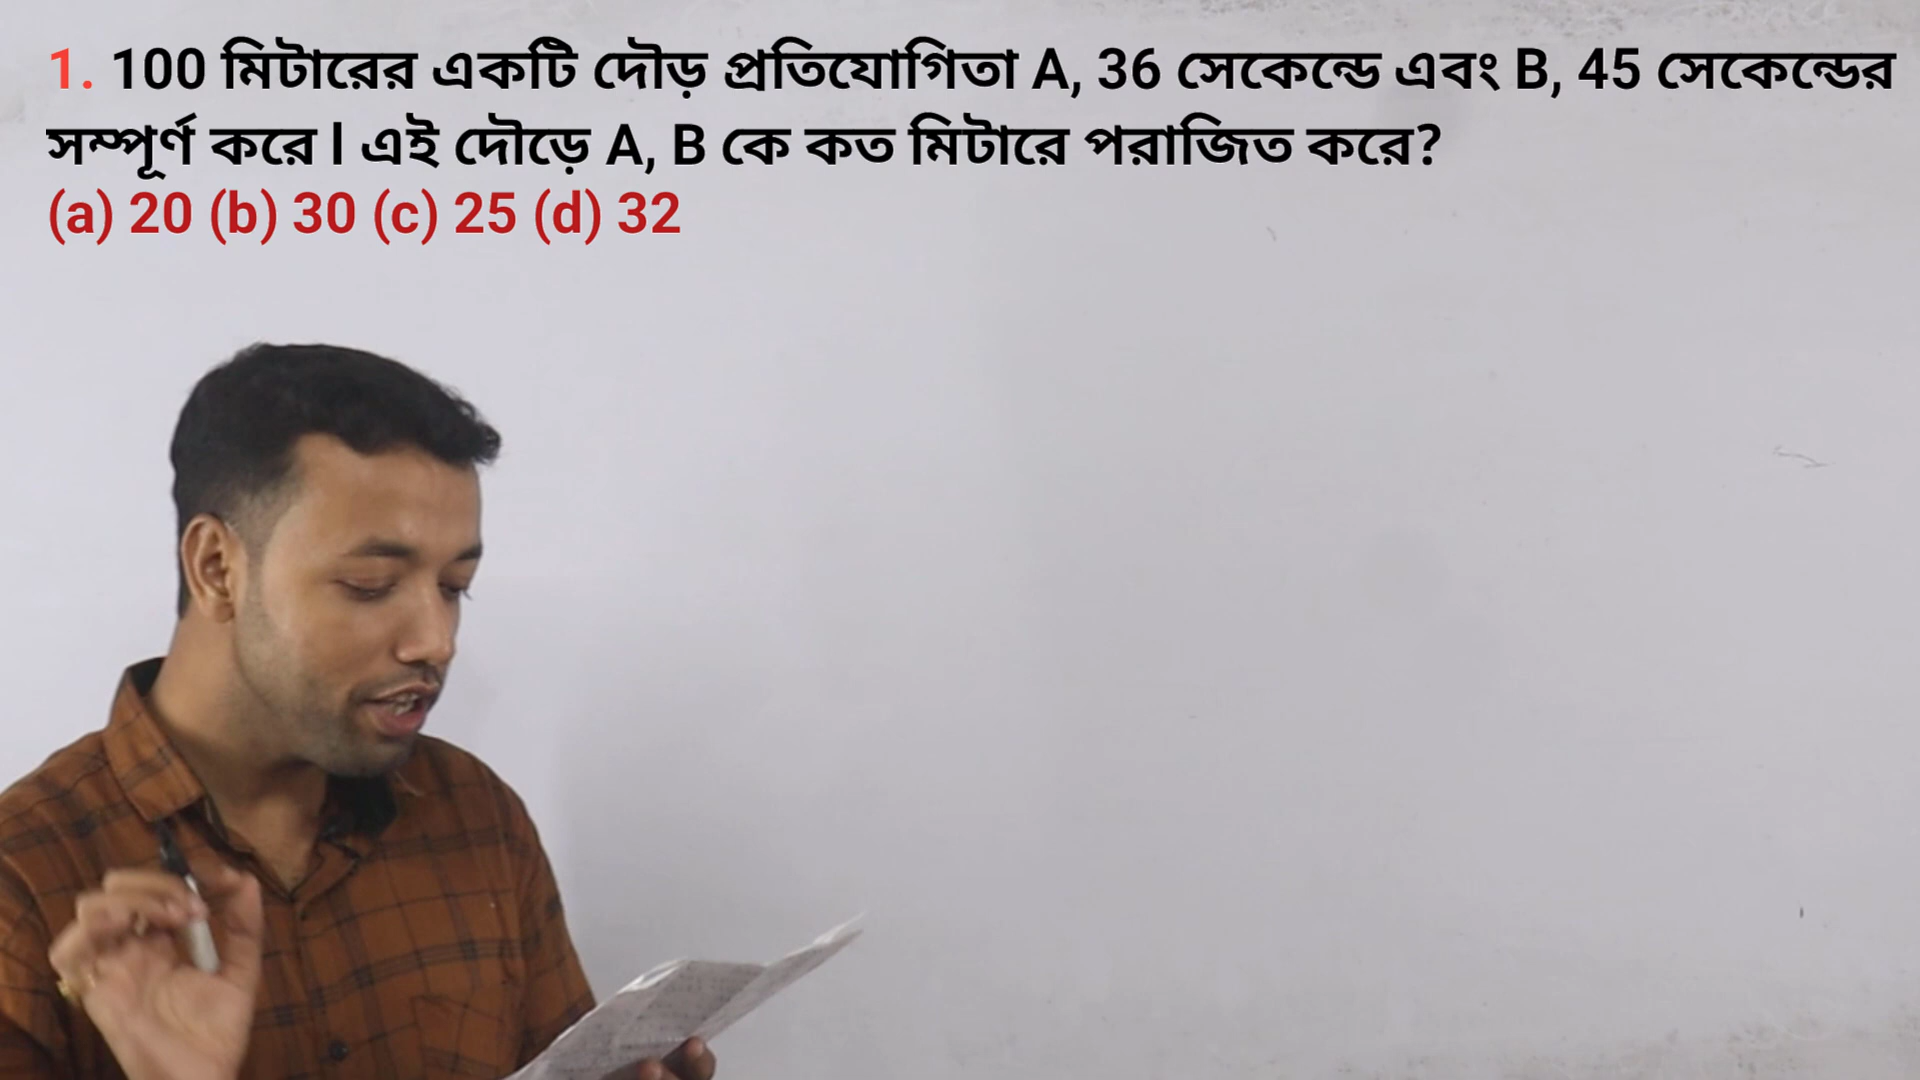 1. 100 মিটারের একটি দৌড় প্রতিযোগিতা A, 36 সেকেন্ডে এবং B, 45 সেকেন্ডের
সম্পূর্ণ করে l এই দৌড়ে A, B কে কত মিটারে পরাজিত করে?
(a) 20 (b) 30 (c) 25 (d) 32